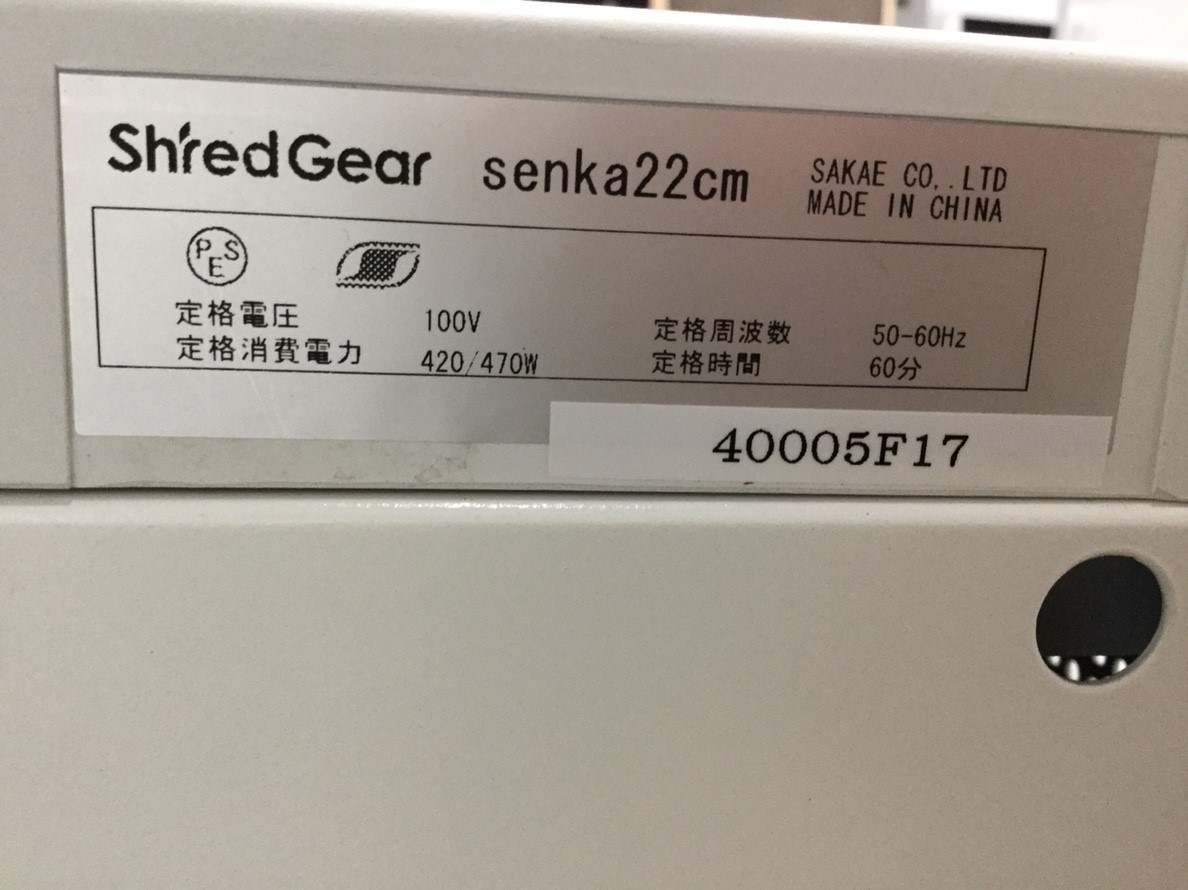 ShredGear senka22cm SAKAE CO,.LTD
MADE IN CHINA
PSE
定格電圧 100V 定格周波数 50-60Hz
定格消費電力 420/470W 定格時間 60分
40005F17